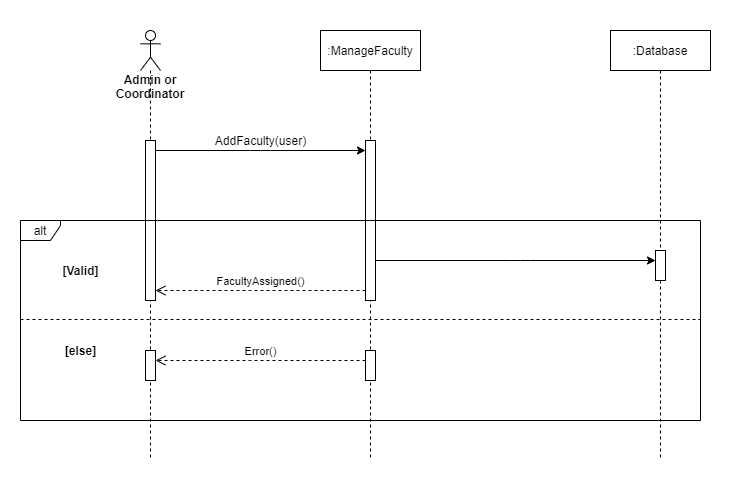 :ManageFaculty
:Database
Admin or
Coordinator
AddFaculty(user)
alt
[Valid]
FacultyAssigned()
[else]
Error()